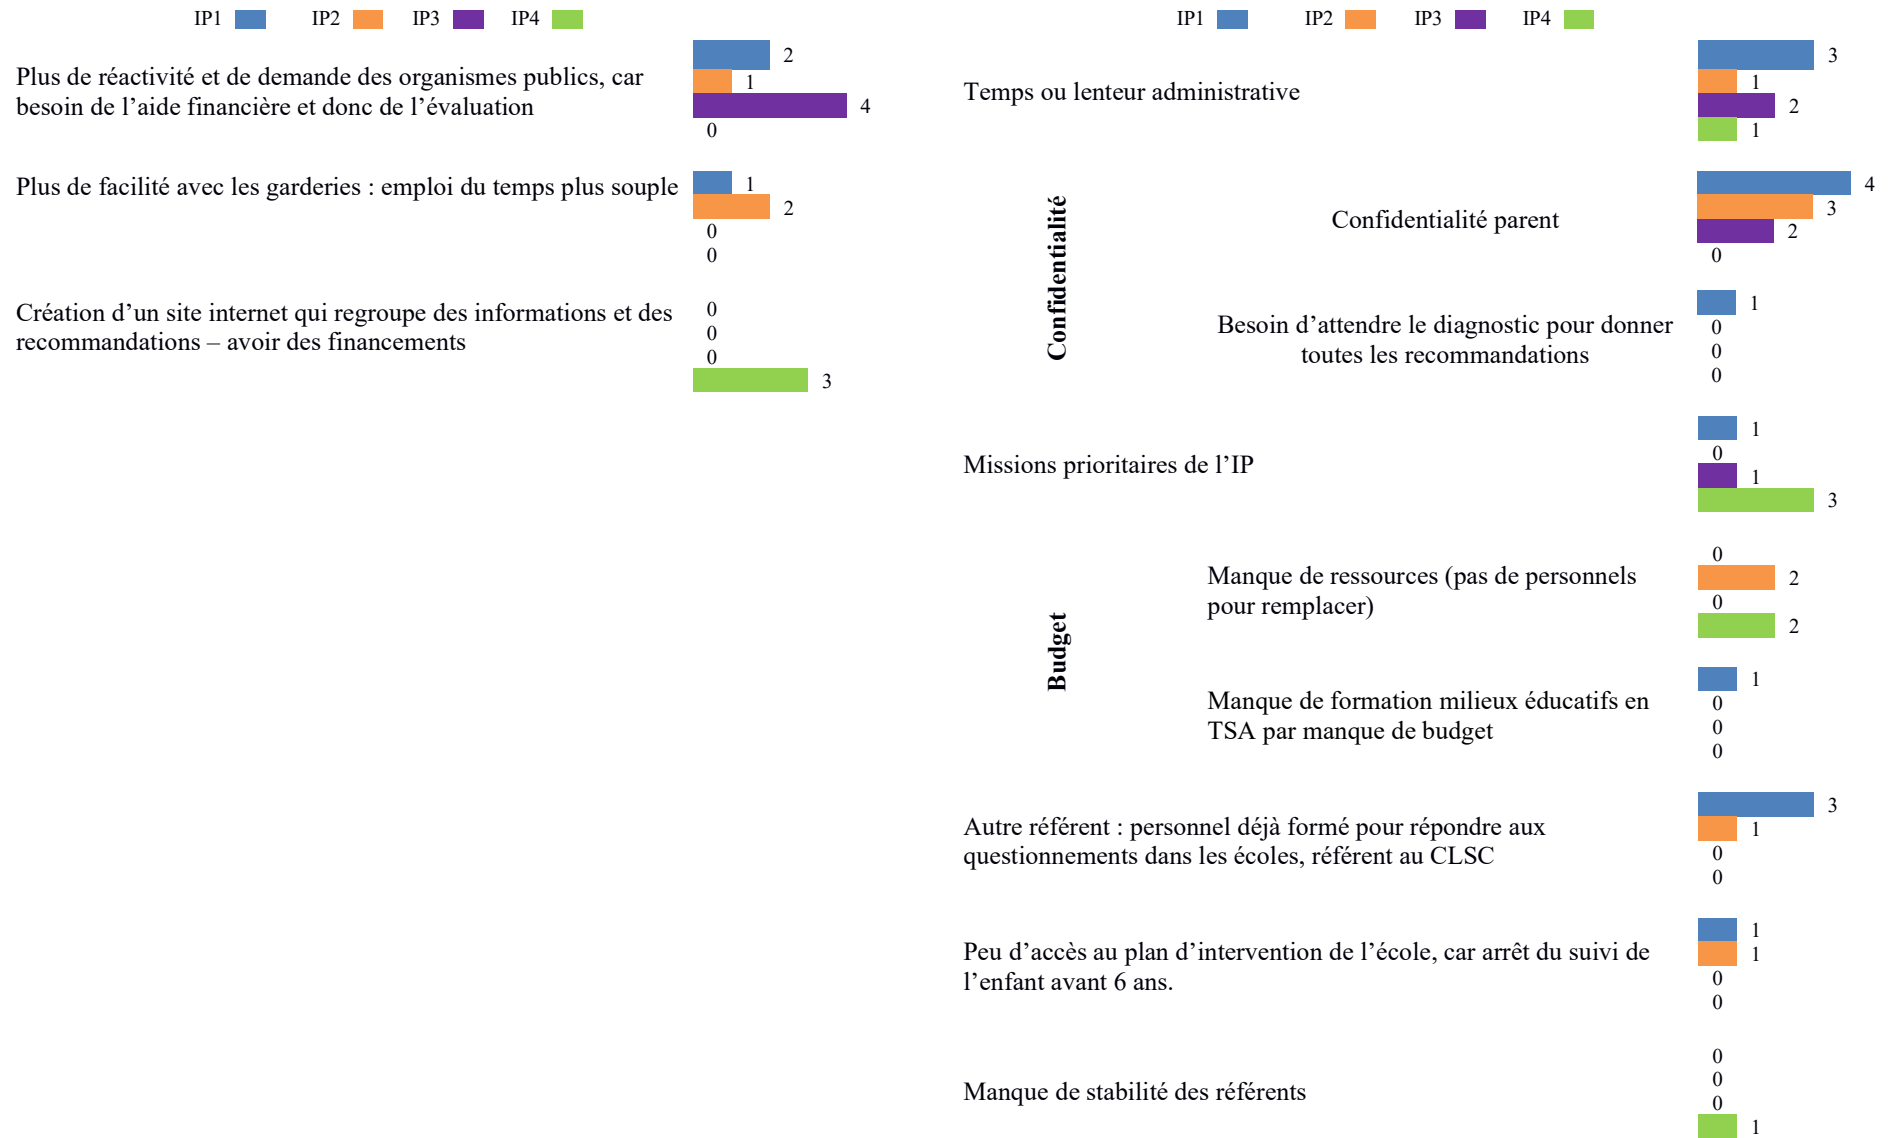 IP1 IP2 IP3 IP4
Plus de réactivité et de demande des organismes publics, car
besoin de l’aide financière et donc de l’évaluation
2
1
4
0
Plus de facilité avec les garderies : emploi du temps plus souple
1
2
0
0
Création d’un site internet qui regroupe des informations et des
recommandations – avoir des financements
0
0
0
3
IP1 IP2 IP3 IP4
Temps ou lenteur administrative
3
1
2
1
Confidentialité
Confidentialité parent
4
3
2
0
Besoin d’attendre le diagnostic pour donner
toutes les recommandations
1
0
0
0
Missions prioritaires de l’IP
1
0
1
3
Budget
Manque de ressources (pas de personnels
pour remplacer)
0
2
0
2
Manque de formation milieux éducatifs en
TSA par manque de budget
1
0
0
0
Autre référent : personnel déjà formé pour répondre aux
questionnements dans les écoles, référent au CLSC
3
1
0
0
Peu d’accès au plan d’intervention de l’école, car arrêt du suivi de
l’enfant avant 6 ans.
1
1
0
0
Manque de stabilité des référents
0
0
0
1